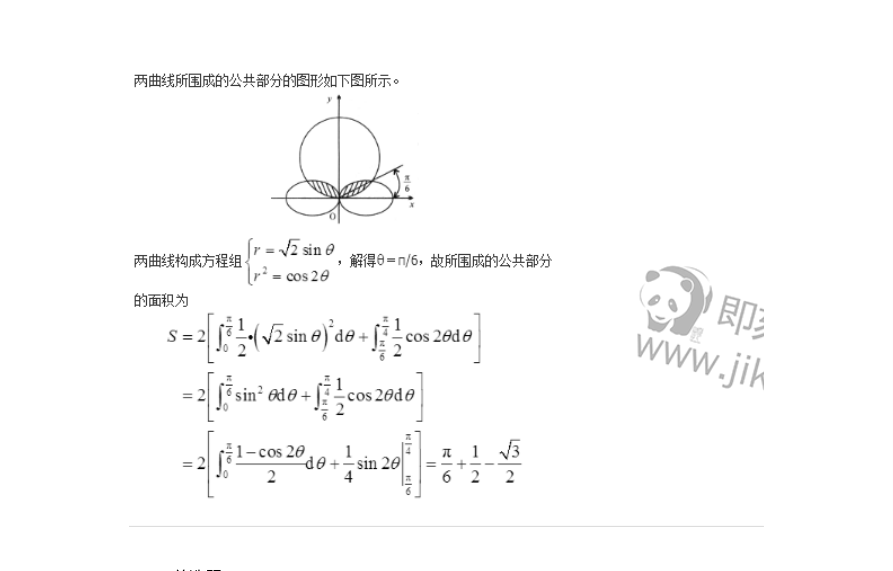 两曲线所围成的公共部分的图形如下图所示。
y
π/6
x
O
两曲线构成方程组{r = √2 sin θ, r² = cos 2θ，解得θ=π/6，故所围成的公共部分
的面积为
S = 2[∫₀^(π/6) 1/2•(√2 sin θ)² dθ + ∫_(π/6)^(π/4) 1/2 cos 2θdθ]
= 2[∫₀^(π/6) sin² θdθ + ∫_(π/6)^(π/4) 1/2 cos 2θdθ]
= 2[∫₀^(π/6) (1−cos 2θ)/2 dθ + 1/4 sin 2θ|_(π/6)^(π/4)] = π/6 + 1/2 − √3/2
即
www.jik